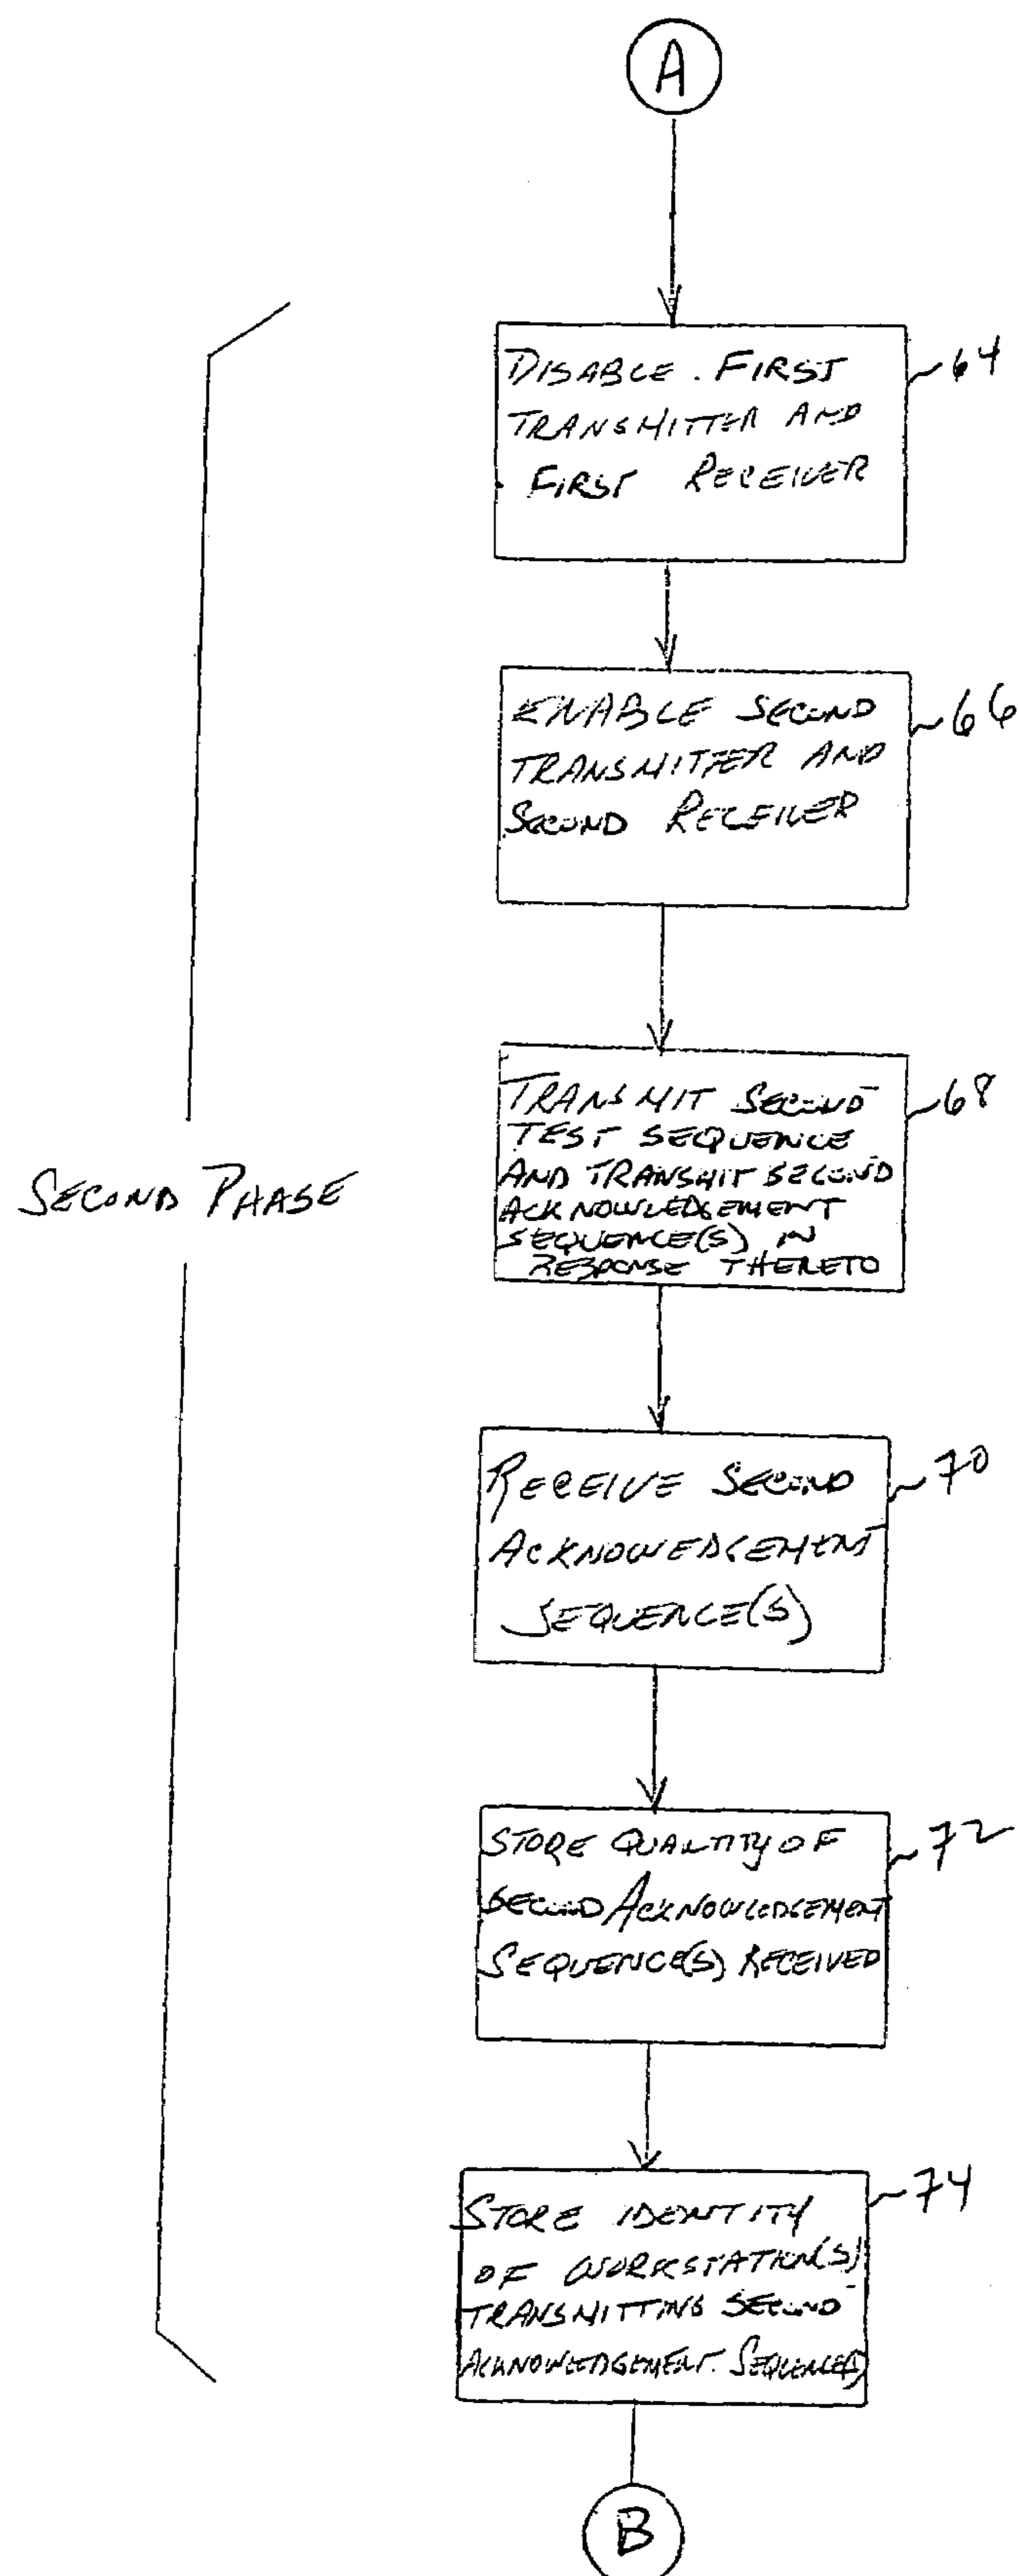 A
DISABLE FIRST
TRANSMITTER AND
FIRST RECEIVER
64
ENABLE SECOND
TRANSMITTER AND
SECOND RECEIVER
66
TRANSMIT SECOND
TEST SEQUENCE
AND TRANSMIT SECOND
ACKNOWLEDGEMENT
SEQUENCE(S) IN
RESPONSE THERETO
68
SECOND PHASE
RECEIVE SECOND
ACKNOWEDGEMENT
SEQUENCE(S)
70
STORE QUANTITY OF
SECOND ACKNOWLEDGEMENT
SEQUENCE(S) RECEIVED
72
STORE IDENTITY
OF WORKSTATION(S)
TRANSMITTING SECOND
ACKNOWLEDGEMENT SEQUENCE(S)
74
B